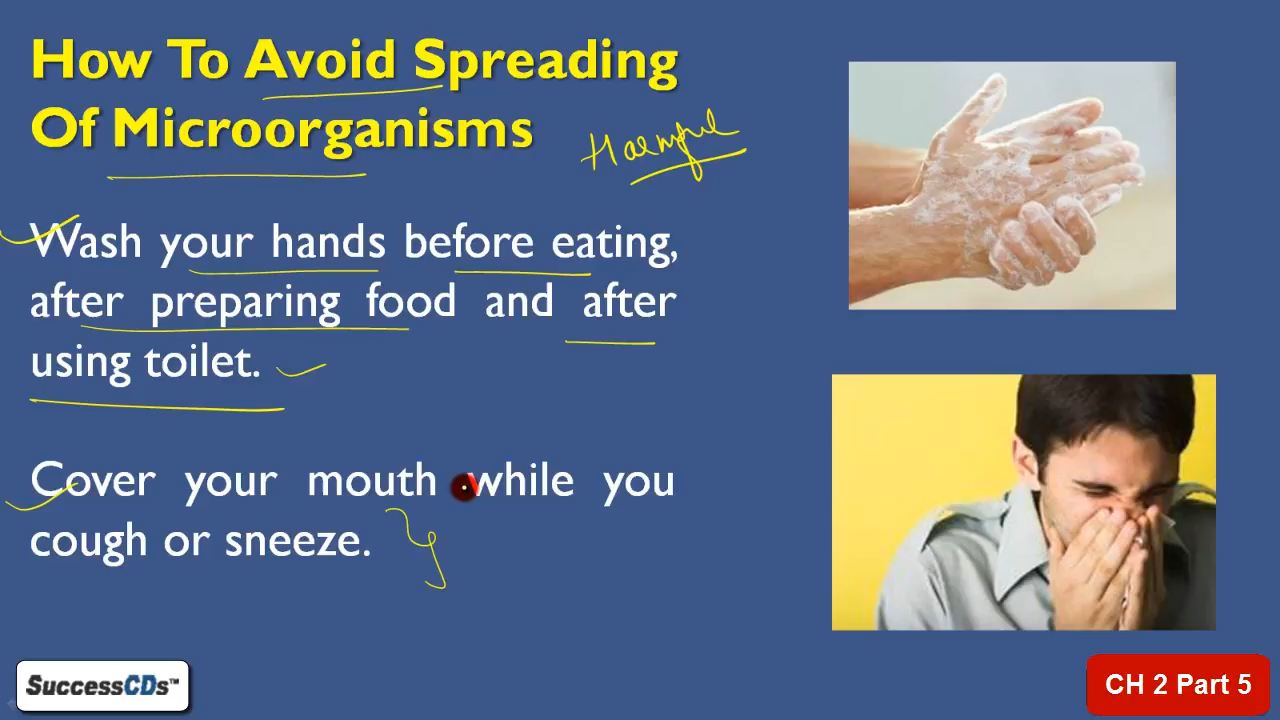 How To Avoid Spreading
Of Microorganisms
Harmful
Wash your hands before eating,
after preparing food and after
using toilet.
Cover your mouth while you
cough or sneeze.
SuccessCDs™
CH 2 Part 5